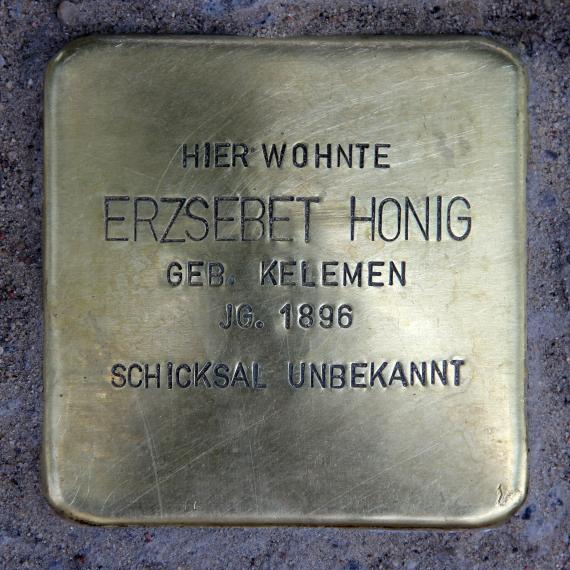 HIER WOHNTE
ERZSEBET HONIG
GEB. KELEMEN
JG. 1896
SCHICKSAL UNBEKANNT